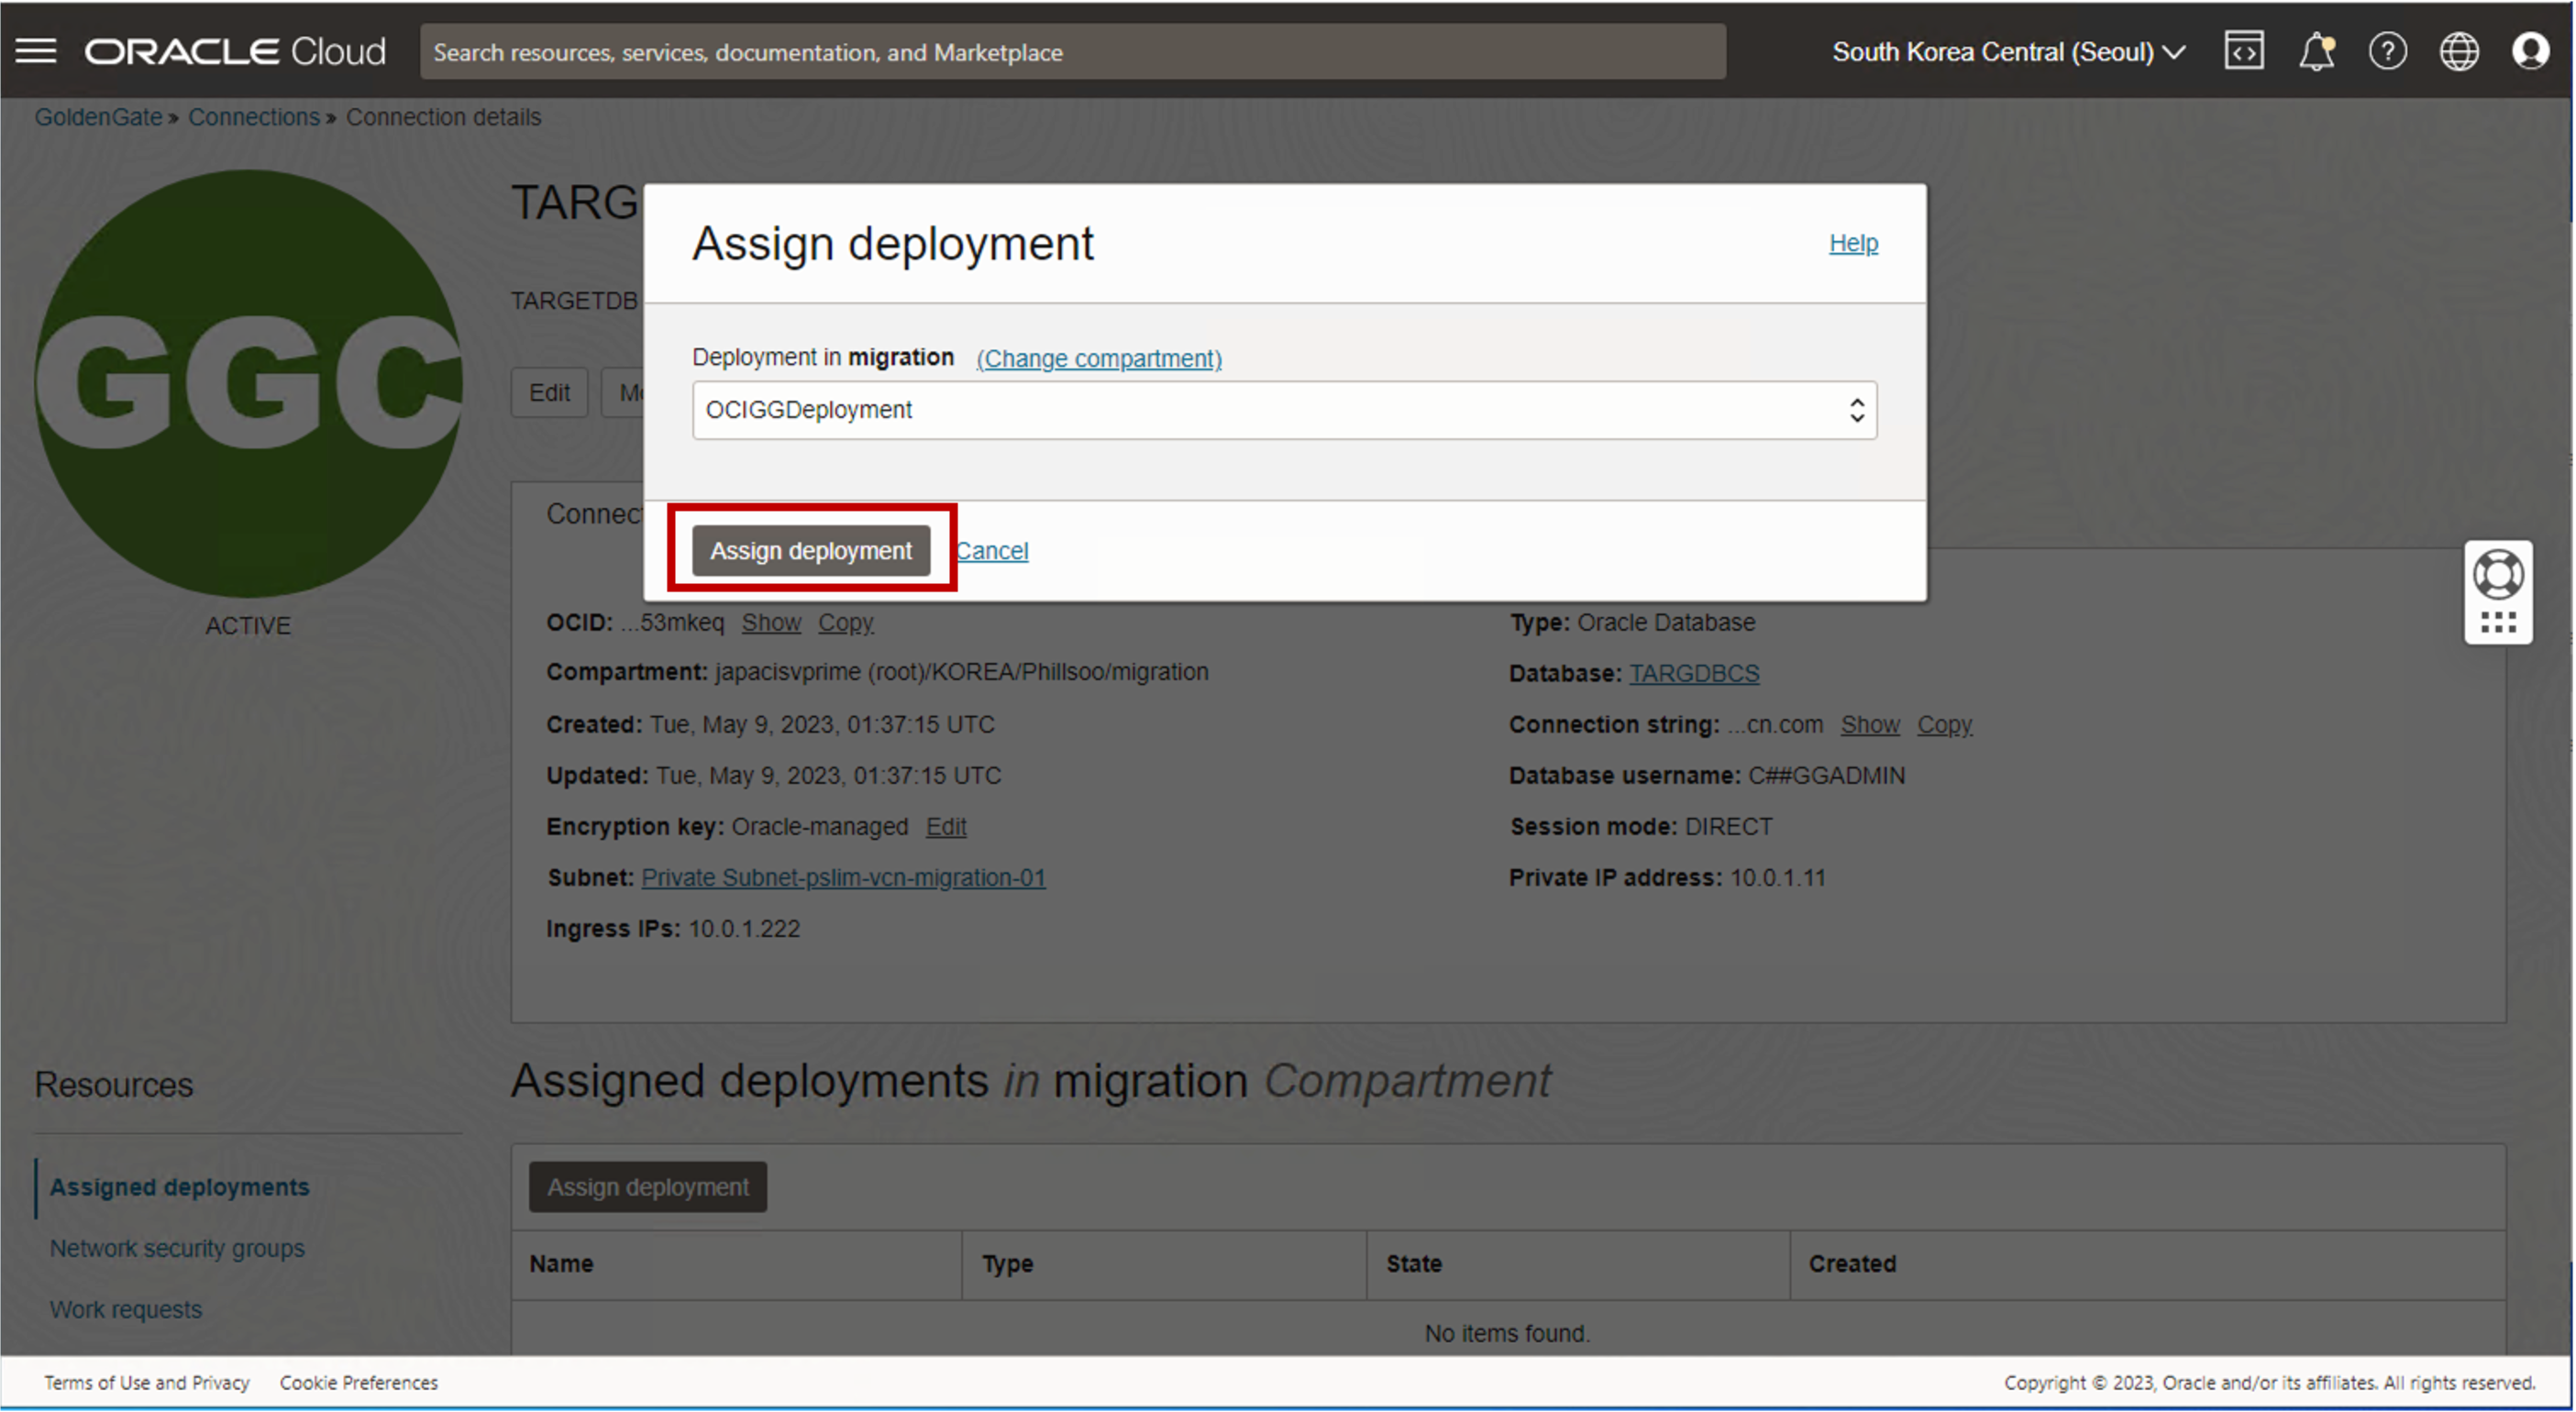 ORACLE Cloud
Search resources, services, documentation, and Marketplace
South Korea Central (Seoul)
GoldenGate » Connections » Connection details
GGC
ACTIVE
TARG
TARGETDB
Edit
Assign deployment
Help
Deployment in migration (Change compartment)
OCIGGDeployment
Assign deployment
Cancel
OCID: ...53mkeq Show Copy
Compartment: japacisvprime (root)/KOREA/Phillsoo/migration
Created: Tue, May 9, 2023, 01:37:15 UTC
Updated: Tue, May 9, 2023, 01:37:15 UTC
Encryption key: Oracle-managed Edit
Subnet: Private Subnet-pslim-vcn-migration-01
Ingress IPs: 10.0.1.222
Type: Oracle Database
Database: TARGDBCS
Connection string: ...cn.com Show Copy
Database username: C##GGADMIN
Session mode: DIRECT
Private IP address: 10.0.1.11
Resources
Assigned deployments
Network security groups
Work requests
Assigned deployments in migration Compartment
Assign deployment
Name Type State Created
No items found.
Terms of Use and Privacy Cookie Preferences
Copyright © 2023, Oracle and/or its affiliates. All rights reserved.